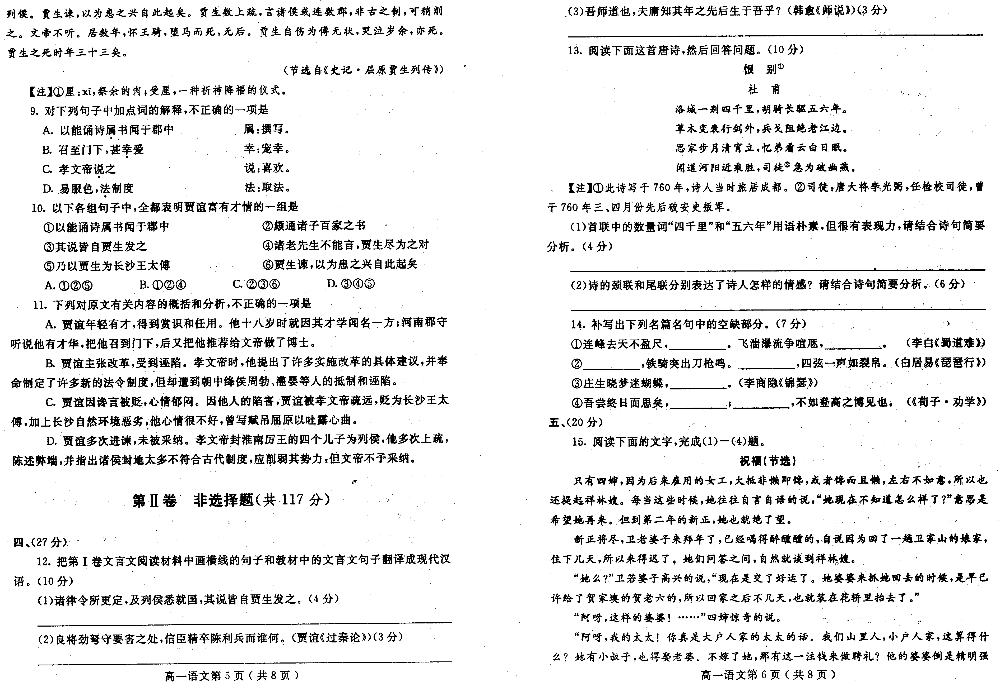 列侯。贾生谏,以为患之兴自此起矣。贾生数上疏,言诸侯或连数郡,非古之制,可稍削
之。文帝不听。居数年,怀王骑,堕马而死,无后。贾生自伤为傅无状,哭泣岁余,亦死。
贾生之死时年三十三矣。
(节选自《史记·屈原贾生列传》)
【注】①厘:xī,祭余的肉;受厘,一种祈神降福的仪式。
9. 对下列句子中加点词的解释,不正确的一项是
A. 以能诵诗属书闻于郡中 属:撰写。
B. 召至门下,甚幸爱 幸:宠幸。
C. 孝文帝说之 说:喜欢。
D. 易服色,法制度 法:取法。
10. 以下各组句子中,全都表明贾谊富有才情的一组是
①以能诵诗属书闻于郡中 ②颇通诸子百家之书
③其说皆自贾生发之 ④诸老先生不能言,贾生尽为之对
⑤乃以贾生为长沙王太傅 ⑥贾生谏,以为患之兴自此起矣
A. ①②⑤ B. ①②④ C. ②③⑥ D. ③④⑤
11. 下列对原文有关内容的概括和分析,不正确的一项是
A. 贾谊年轻有才,得到赏识和任用。他十八岁时就因其才学闻名一方;河南郡守
听说他有才华,把他召到门下,后又把他推荐给文帝做了博士。
B. 贾谊主张改革,受到诬陷。孝文帝时,他提出了许多实施改革的具体建议,并奉
命制定了许多新的法令制度,但却遭到朝中绛侯周勃、灌婴等人的抵制和诬陷。
C. 贾谊因谗言被贬,心情郁闷。因他人的陷害,贾谊被孝文帝疏远,贬为长沙王太
傅,加上长沙自然环境恶劣,他心情很不好,曾写赋吊屈原以吐露心曲。
D. 贾谊多次进谏,未被采纳。孝文帝封淮南厉王的四个儿子为列侯,他多次上疏,
陈述弊端,并指出诸侯封地太多不符合古代制度,应削弱其势力,但文帝不予采纳。
第Ⅱ卷 非选择题(共 117 分)
四、(27 分)
12. 把第Ⅰ卷文言文阅读材料中画横线的句子和教材中的文言文句子翻译成现代汉
语。(10 分)
(1)诸律令所更定,及列侯悉就国,其说皆自贾生发之。(4 分)
(2)良将劲弩守要害之处,信臣精卒陈利兵而谁何。(贾谊《过秦论》)(3 分)
高一语文第 5 页 ( 共 8 页 )
(3)吾师道也,夫庸知其年之先后生于吾乎?(韩愈《师说》)(3 分)
13. 阅读下面这首唐诗,然后回答问题。(10 分)
恨 别①
杜 甫
洛城一别四千里,胡骑长驱五六年。
草木变衰行剑外,兵戈阻绝老江边。
思家步月清宵立,忆弟看云白日眠。
闻道河阳近乘胜,司徒②急为破幽燕。
【注】①此诗写于 760 年,诗人当时旅居成都。②司徒:唐大将李光弼,任检校司徒,曾
于 760 年三、四月份先后破安史叛军。
(1)首联中的数量词“四千里”和“五六年”用语朴素,但很有表现力,请结合诗句简要
分析。(4 分)
(2)诗的颈联和尾联分别表达了诗人怎样的情感?请结合诗句简要分析。(6 分)
14. 补写出下列名篇名句中的空缺部分。(7 分)
①连峰去天不盈尺,__________。飞湍瀑流争喧豗,__________。 (李白《蜀道难》)
②__________,铁骑突出刀枪鸣。__________,四弦一声如裂帛。(白居易《琵琶行》)
③庄生晓梦迷蝴蝶,__________。(李商隐《锦瑟》)
④吾尝终日而思矣,__________;__________,不如登高之博见也。(《荀子·劝学》)
五、(20 分)
15. 阅读下面的文字,完成(1)－(4)题。
祝福(节选)
只有四婶,因为后来雇用的女工,大抵非懒即馋,或者馋而且懒,左右不如意,所以也
还提起祥林嫂。每当这些时候,她往往自言自语的说,“她现在不知道怎么样了?”意思是
希望她再来。但到第二年的新正,她也就绝了望。
新正将尽,卫老婆子来拜年了,已经喝得醉醺醺的,自说因为回了一趟卫家山的娘家,
住下几天,所以来得迟了。她们问答之间,自然就谈到祥林嫂。
“她么?”卫若婆子高兴的说,“现在是交了好运了。她婆婆来抓她回去的时候,是早已
许给了贺家墺的贺老六的,所以回家之后不几天,也就装在花轿里抬去了。”
“阿呀,这样的婆婆!……”四婶惊奇的说。
“阿呀,我的太太!你真是大户人家的太太的话。我们山里人,小户人家,这算得什
么?她有小叔子,也得娶老婆。不嫁了她,那有这一注钱来做聘礼?他的婆婆倒是精明强
高一语文第 6 页 ( 共 8 页 )